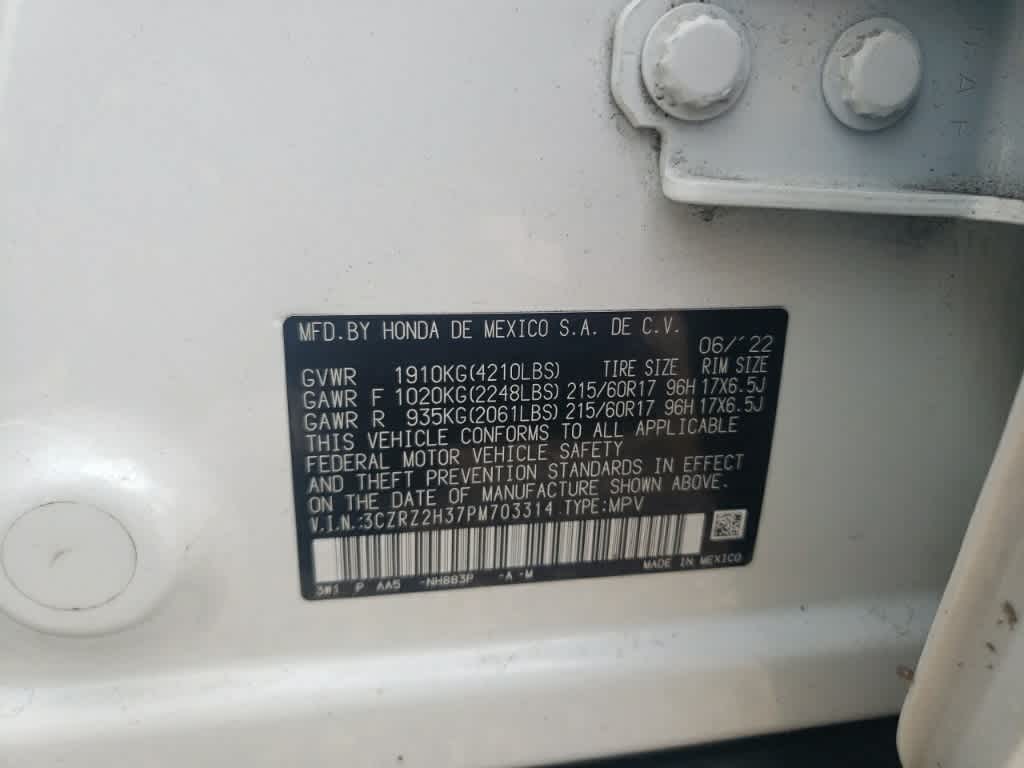 MFD.BY HONDA DE MEXICO S.A. DE C.V.
06/'22
GVWR 1910KG(4210LBS) TIRE SIZE RIM SIZE
GAWR F 1020KG(2248LBS) 215/60R17 96H 17X6.5J
GAWR R 935KG(2061LBS) 215/60R17 96H 17X6.5J
THIS VEHICLE CONFORMS TO ALL APPLICABLE
FEDERAL MOTOR VEHICLE SAFETY
AND THEFT PREVENTION STANDARDS IN EFFECT
ON THE DATE OF MANUFACTURE SHOWN ABOVE.
V.I.N.:3CZRZ2H37PM703314 TYPE:MPV
MADE IN MEXICO
3W1 P AA5 -NH883P -A -M